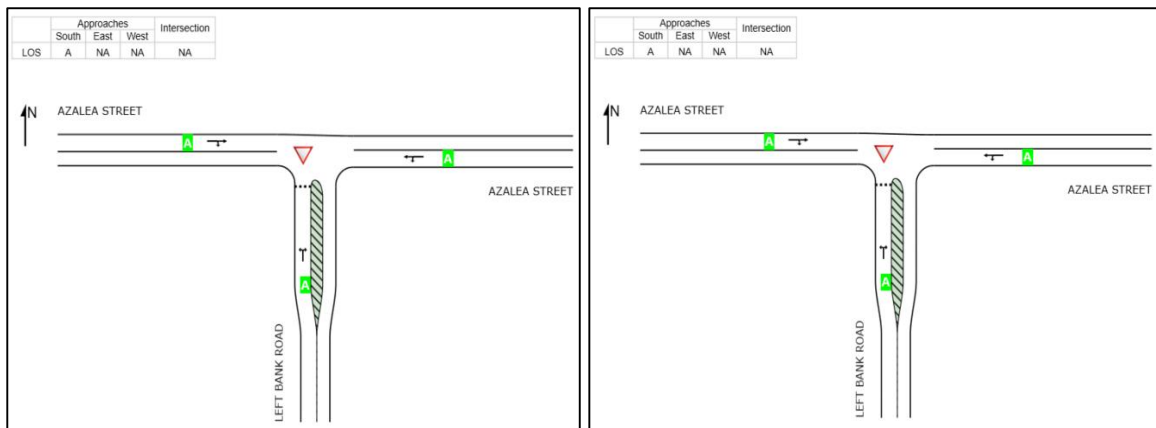 Approaches Intersection
South East West
LOS A NA NA NA
N AZALEA STREET
A
A
AZALEA STREET
A
LEFT BANK ROAD
Approaches Intersection
South East West
LOS A NA NA NA
N AZALEA STREET
A
A
AZALEA STREET
A
LEFT BANK ROAD